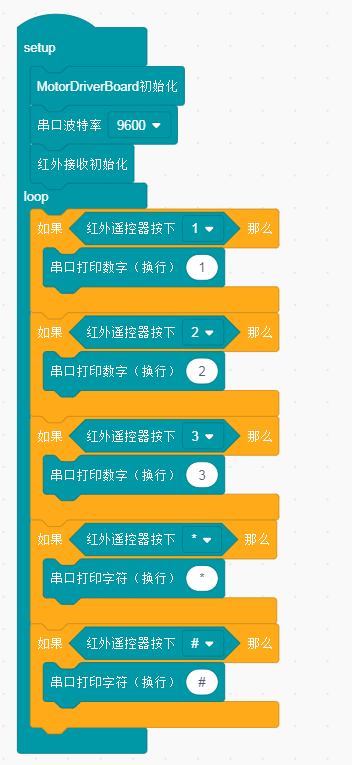 setup
MotorDriverBoard初始化
串口波特率 9600
红外接收初始化
loop
如果 红外遥控器按下 1 那么
串口打印数字（换行） 1
如果 红外遥控器按下 2 那么
串口打印数字（换行） 2
如果 红外遥控器按下 3 那么
串口打印数字（换行） 3
如果 红外遥控器按下 * 那么
串口打印字符（换行） *
如果 红外遥控器按下 # 那么
串口打印字符（换行） #